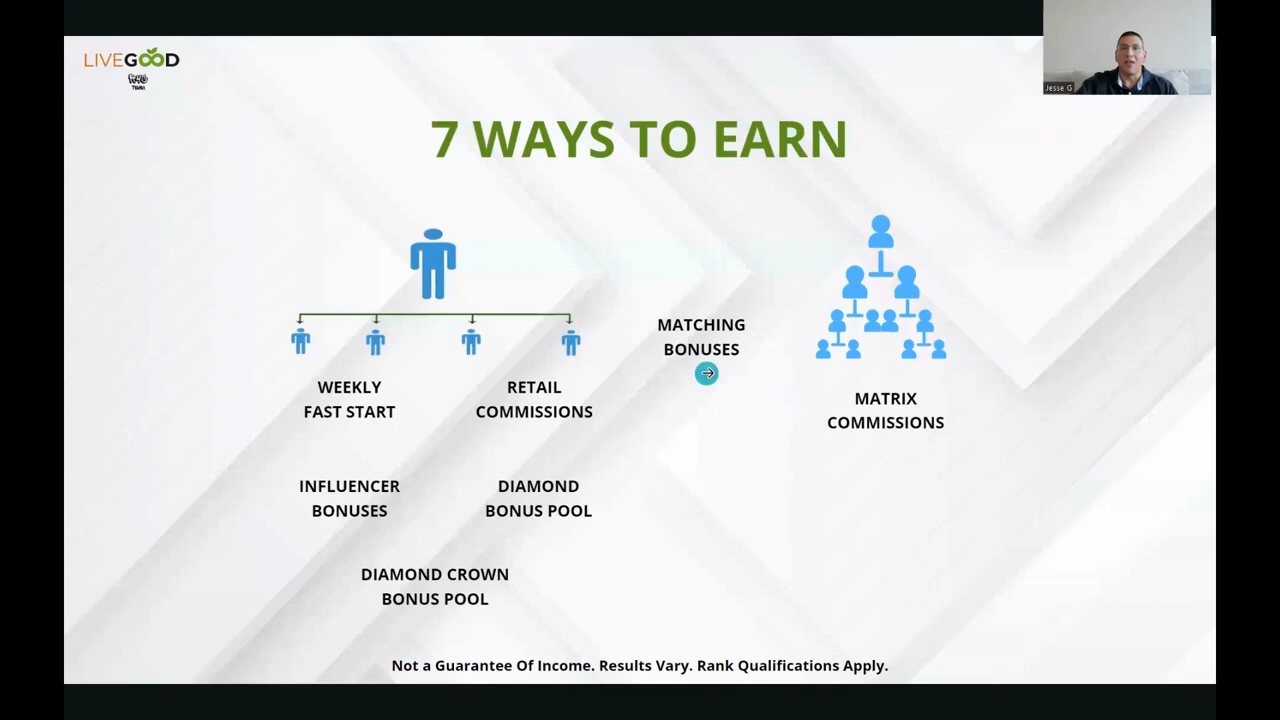 LIVEGOOD
TEAM
Jesse G
7 WAYS TO EARN
MATCHING
BONUSES
WEEKLY
FAST START
RETAIL
COMMISSIONS
MATRIX
COMMISSIONS
INFLUENCER
BONUSES
DIAMOND
BONUS POOL
DIAMOND CROWN
BONUS POOL
Not a Guarantee Of Income. Results Vary. Rank Qualifications Apply.